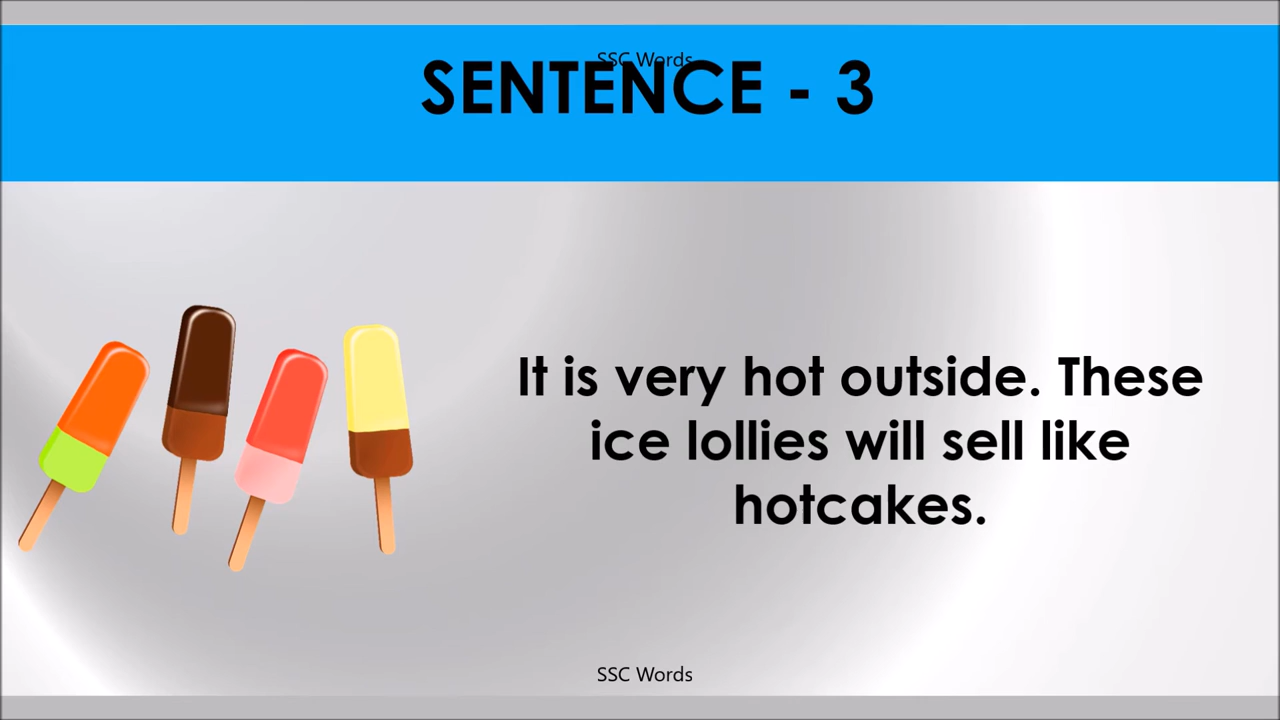 SSC Words
SENTENCE - 3
It is very hot outside. These
ice lollies will sell like
hotcakes.
SSC Words